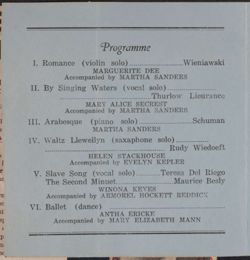 Programme
I. Romance (violin solo) Wieniawski
MARGUERITE DEE
Accompanied by MARTHA SANDERS
II. By Singing Waters (vocal solo)
Thurlow Lieurance
MARY ALICE SECREST
Accompanied by MARTHA SANDERS
III. Arabesque (piano solo) Schuman
MARTHA SANDERS
IV. Waltz Llewellyn (saxaphone solo)
Rudy Wiedoeft
HELEN STACKHOUSE
Accompanied by EVELYN KEPLER
V. Slave Song (vocal solo) Teresa Del Riego
The Second Minuet Maurice Besly
WINONA KEYES
Accompanied by ARMOREL HOCKETT REDDICK
VI. Ballet (dance)
ANTHA ERICKE
Accompanied by MARY ELIZABETH MANN